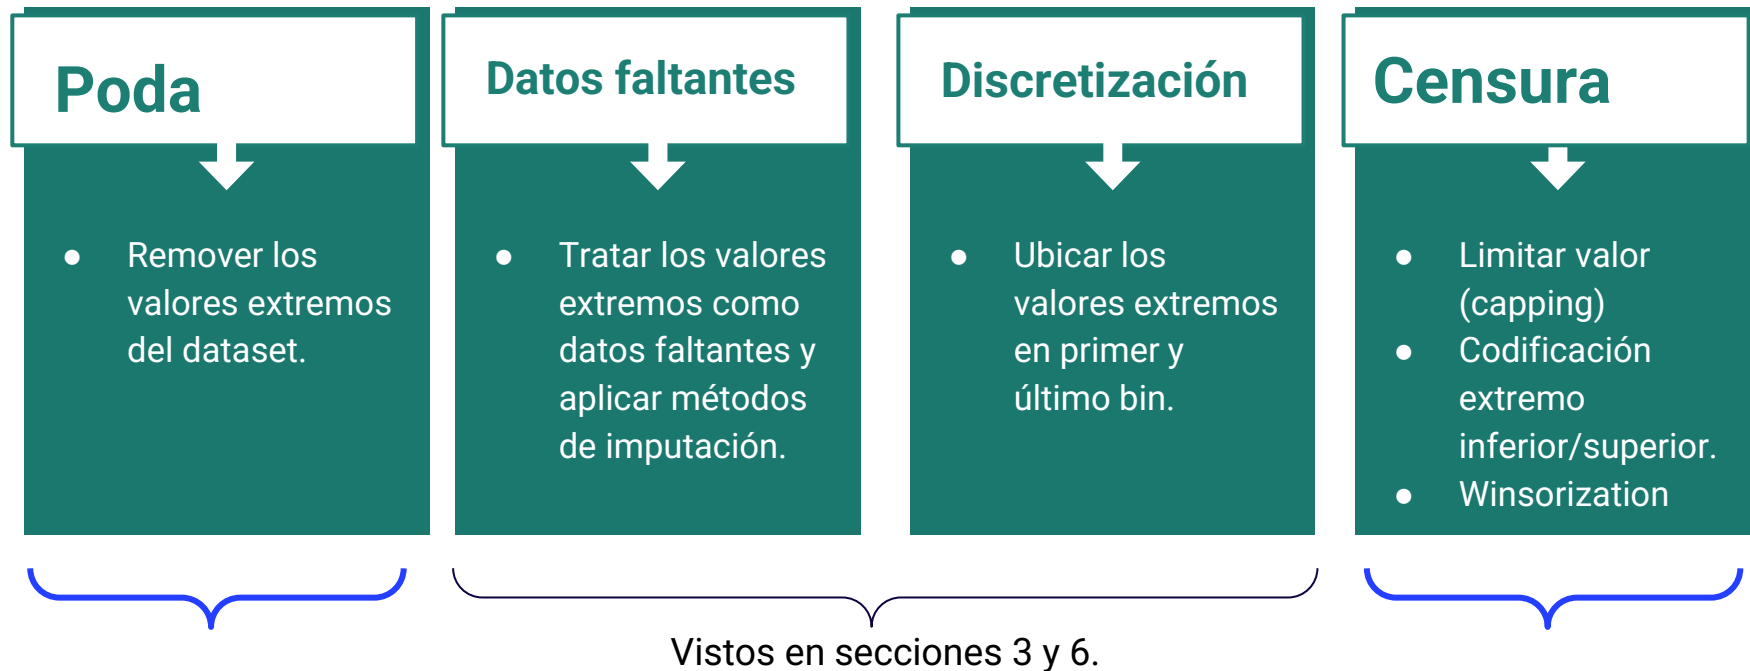 Poda
● Remover los
valores extremos
del dataset.
Datos faltantes
● Tratar los valores
extremos como
datos faltantes y
aplicar métodos
de imputación.
Discretización
● Ubicar los
valores extremos
en primer y
último bin.
Censura
● Limitar valor
(capping)
● Codificación
extremo
inferior/superior.
● Winsorization
Vistos en secciones 3 y 6.